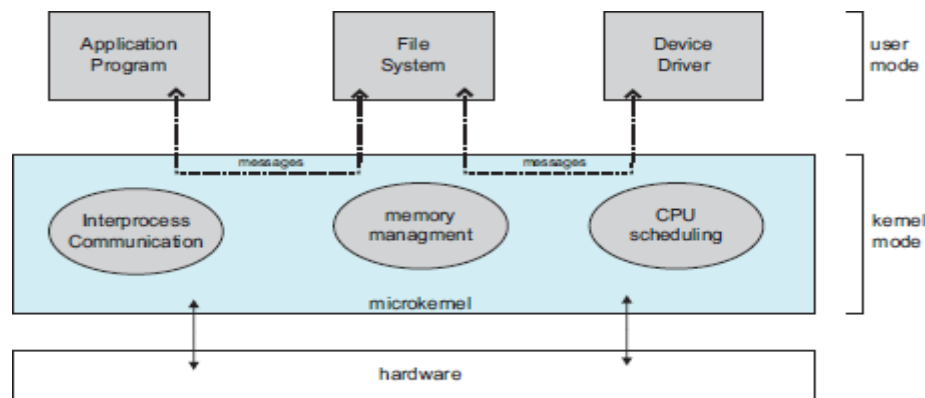 Application
Program
File
System
Device
Driver
user
mode
messages
messages
Interprocess
Communication
memory
managment
CPU
scheduling
kernel
mode
microkernel
hardware